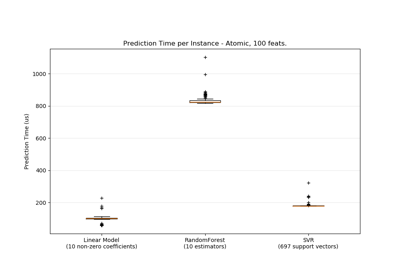 Prediction Time per Instance - Atomic, 100 feats.
Prediction Time (us)
1000
800
600
400
200
Linear Model
(10 non-zero coefficients)
RandomForest
(10 estimators)
SVR
(697 support vectors)